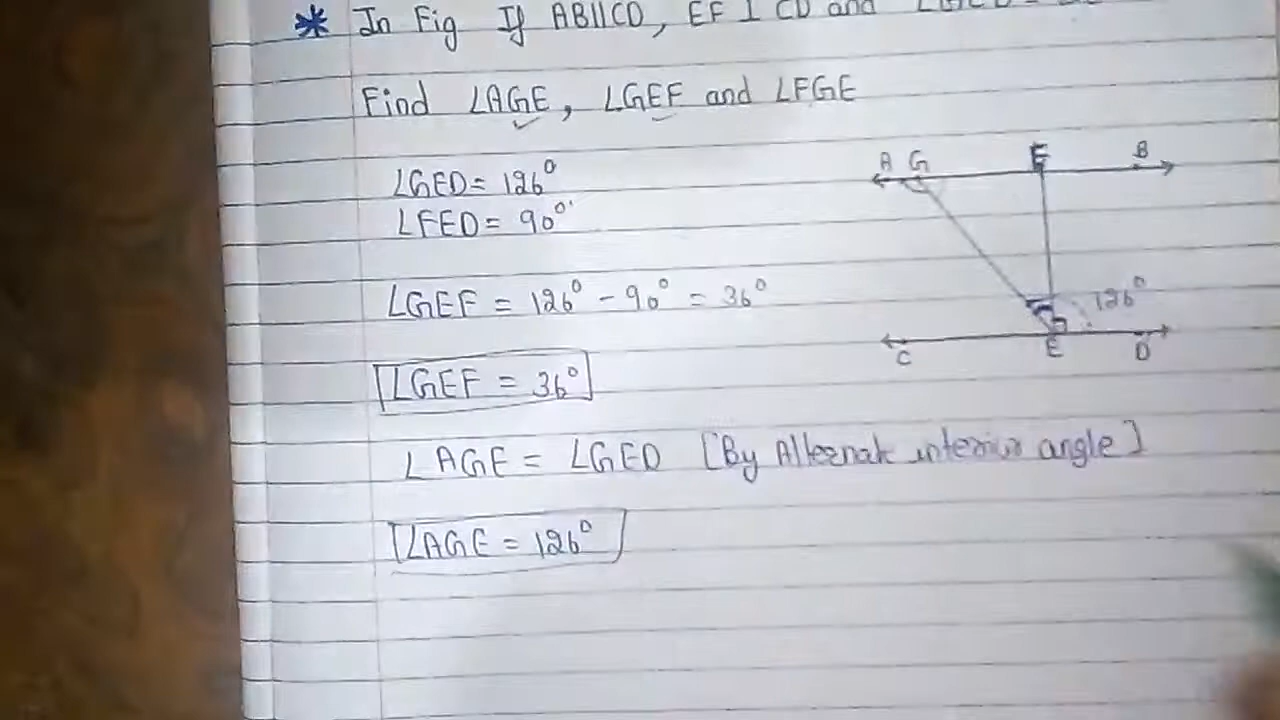 * In Fig If AB||CD, EF ⊥ CD and
Find ∠AGE, ∠GEF and ∠FGE
∠GED = 126°
∠FED = 90°
∠GEF = 126° - 90° = 36°
∠GEF = 36°
∠AGE = ∠GED [By Alternate interior angle]
∠AGE = 126°
A G F B
126°
C E D